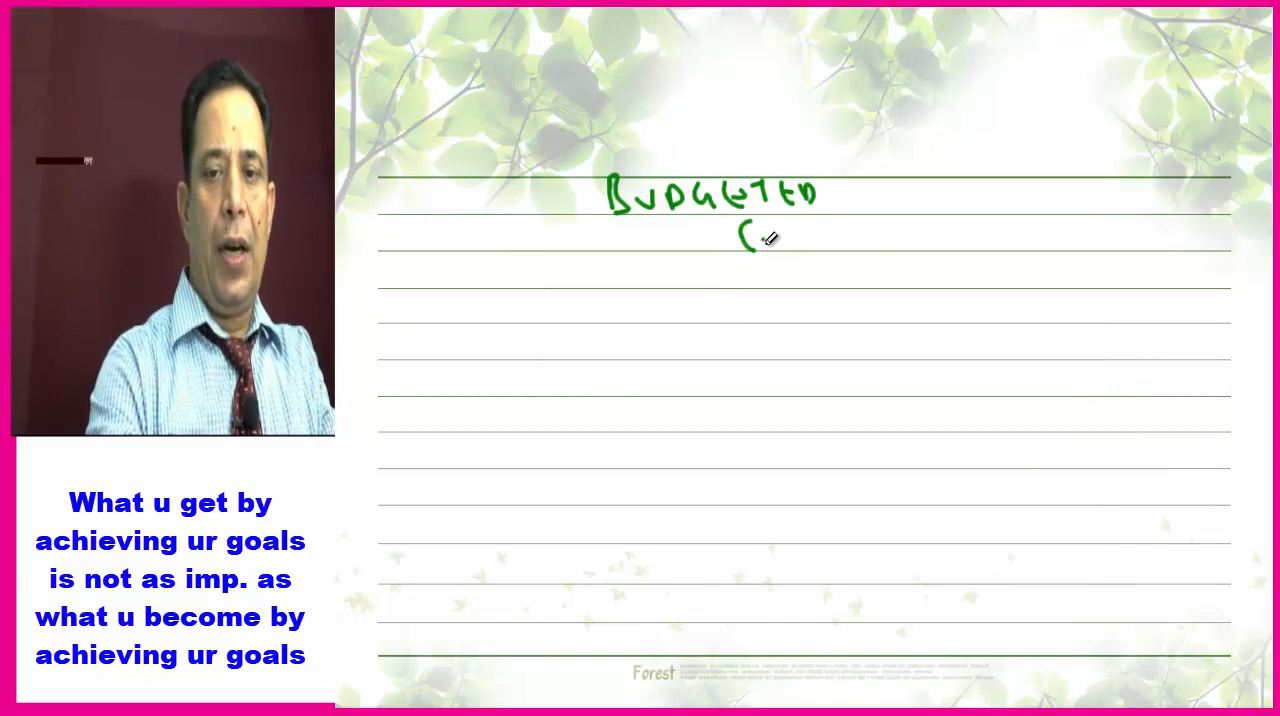 BUDGETED
(
What u get by
achieving ur goals
is not as imp. as
what u become by
achieving ur goals
Forest